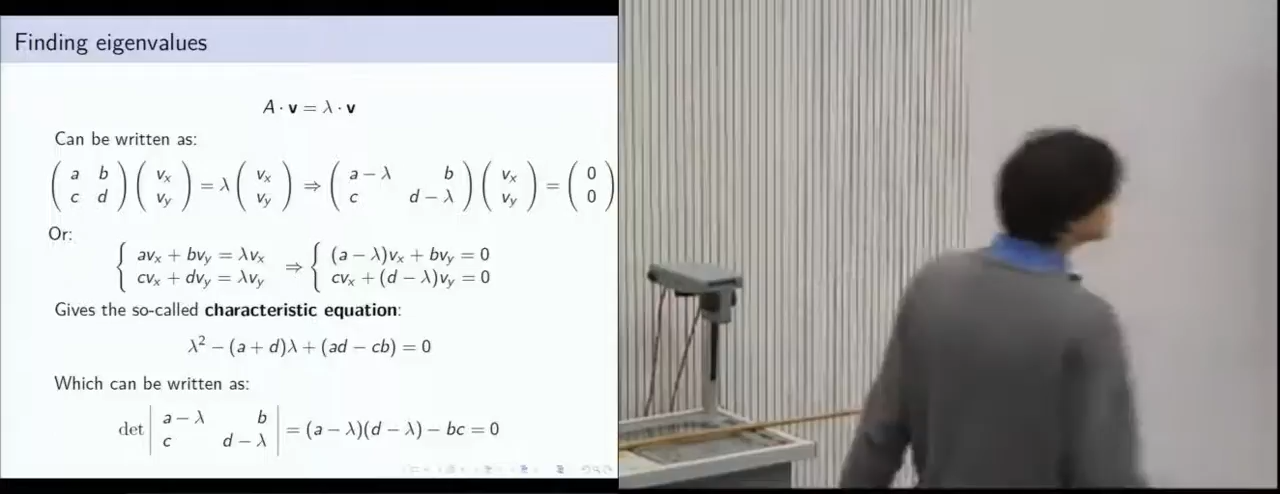 Finding eigenvalues
A · v = λ · v
Can be written as:
( a b ; c d ) ( v_x ; v_y ) = λ ( v_x ; v_y ) ⇒ ( a − λ b ; c d − λ ) ( v_x ; v_y ) = ( 0 ; 0 )
Or:
{ av_x + bv_y = λv_x ; cv_x + dv_y = λv_y ⇒ { (a − λ)v_x + bv_y = 0 ; cv_x + (d − λ)v_y = 0
Gives the so-called characteristic equation:
λ² − (a + d)λ + (ad − cb) = 0
Which can be written as:
det | a − λ b ; c d − λ | = (a − λ)(d − λ) − bc = 0